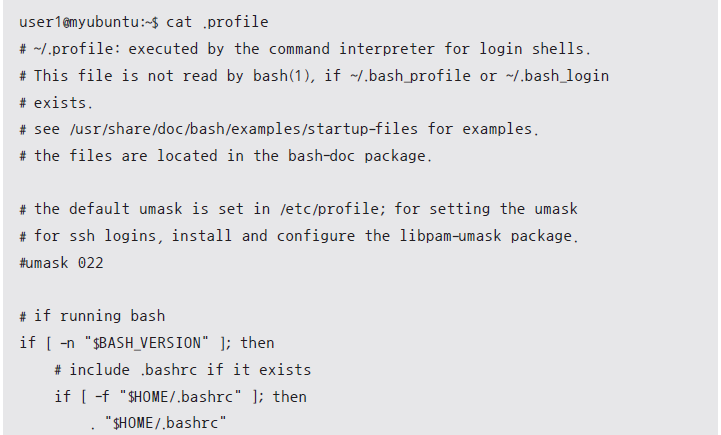 user1@myubuntu:~$ cat .profile
# ~/.profile: executed by the command interpreter for login shells.
# This file is not read by bash(1), if ~/.bash_profile or ~/.bash_login
# exists.
# see /usr/share/doc/bash/examples/startup-files for examples.
# the files are located in the bash-doc package.

# the default umask is set in /etc/profile; for setting the umask
# for ssh logins, install and configure the libpam-umask package.
#umask 022

# if running bash
if [ -n "$BASH_VERSION" ]; then
    # include .bashrc if it exists
    if [ -f "$HOME/.bashrc" ]; then
        . "$HOME/.bashrc"